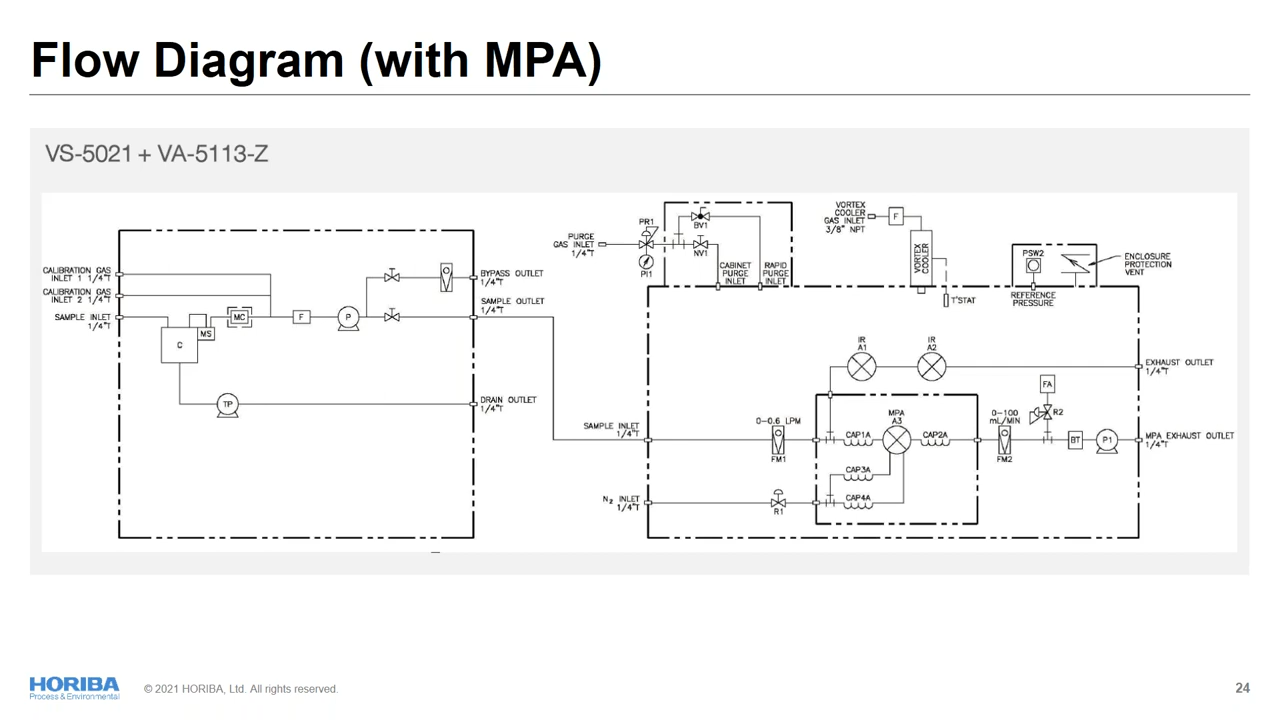 Flow Diagram (with MPA)
VS-5021 + VA-5113-Z
CALIBRATION GAS
INLET 1 1/4"T
CALIBRATION GAS
INLET 2 1/4"T
SAMPLE INLET
1/4"T
C
MS
MC
F
P
TP
BYPASS OUTLET
1/4"T
SAMPLE OUTLET
1/4"T
DRAIN OUTLET
1/4"T
PURGE
GAS INLET
1/4"T
PR1
PI1
BV1
NV1
CABINET
PURGE
INLET
RAPID
PURGE
INLET
VORTEX
COOLER
GAS INLET
3/8" NPT
F
VORTEX
COOLER
T'STAT
PSW2
REFERENCE
PRESSURE
ENCLOSURE
PROTECTION
VENT
IR
A1
IR
A2
EXHAUST OUTLET
1/4"T
FA
R2
SAMPLE INLET
1/4"T
0-0.6 LPM
FM1
CAP1A
MPA
A3
CAP2A
0-100
mL/MIN
FM2
BT
P1
MPA EXHAUST OUTLET
1/4"T
CAP3A
CAP4A
N₂ INLET
1/4"T
R1
HORIBA
Process & Environmental
© 2021 HORIBA, Ltd. All rights reserved.
24